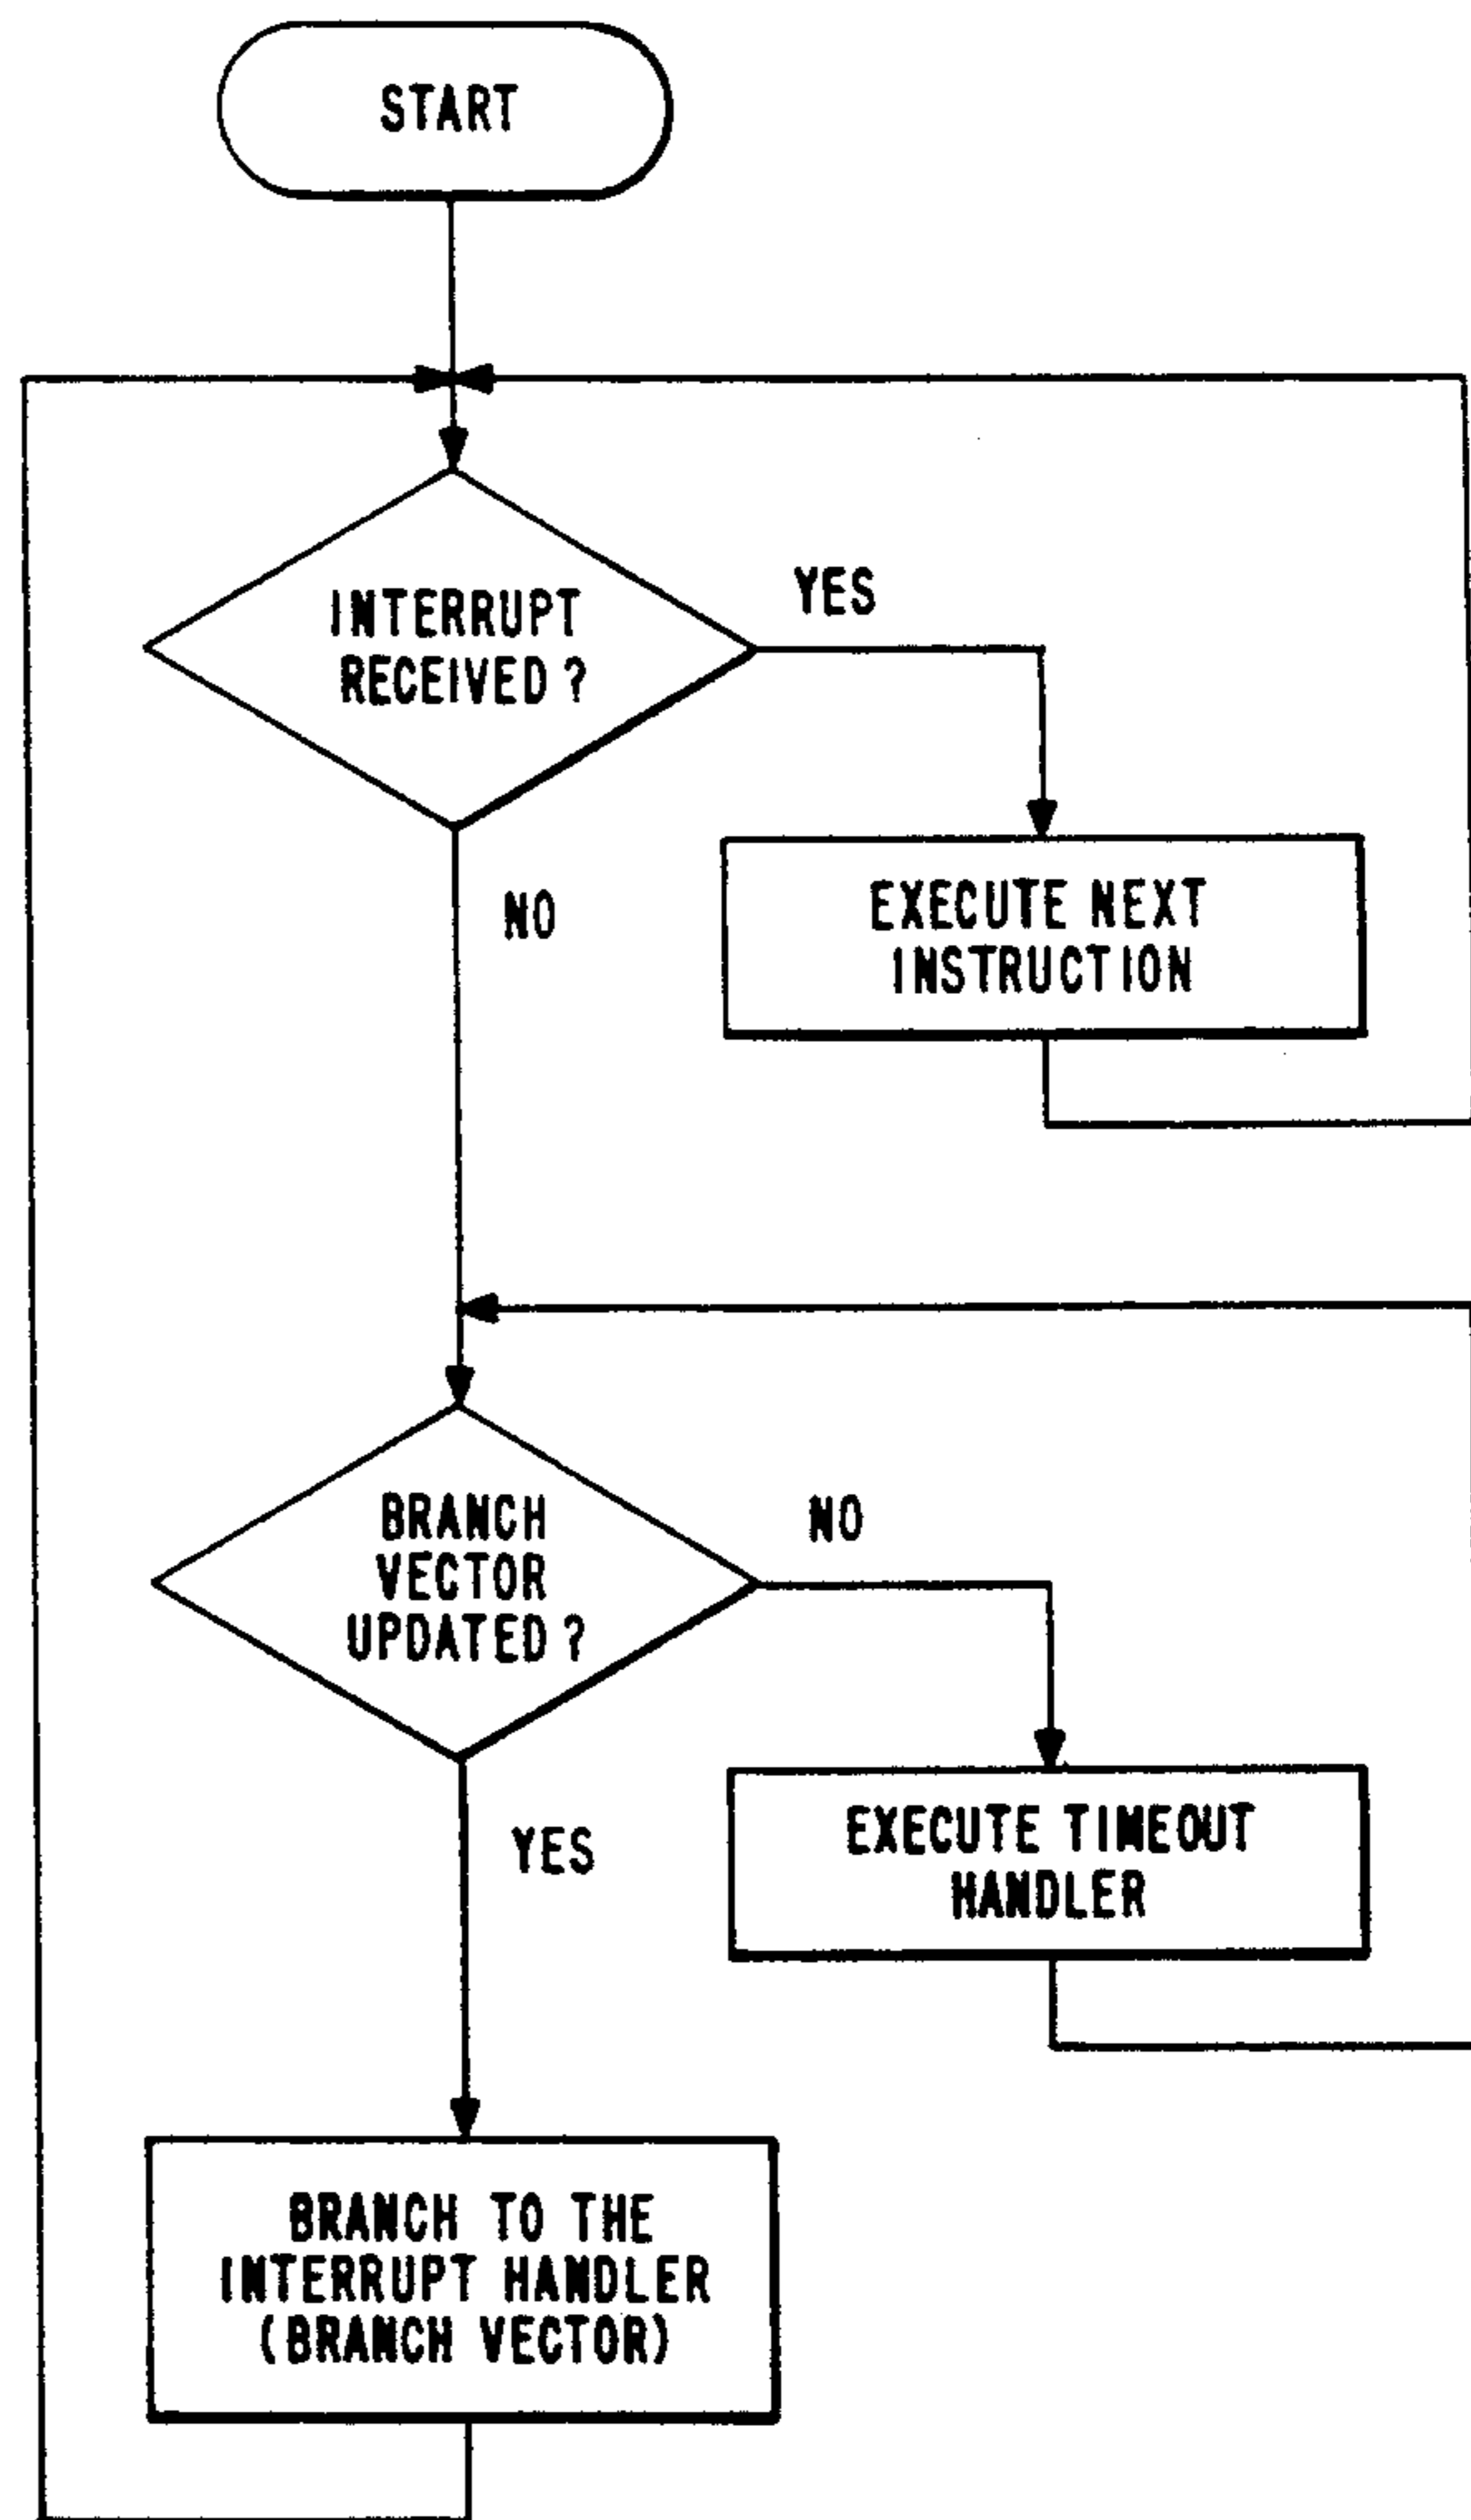 START
INTERRUPT
RECEIVED ?
YES
NO
EXECUTE NEXT
INSTRUCTION
BRANCH
VECTOR
UPDATED ?
NO
YES
EXECUTE TIMEOUT
HANDLER
BRANCH TO THE
INTERRUPT HANDLER
(BRANCH VECTOR)